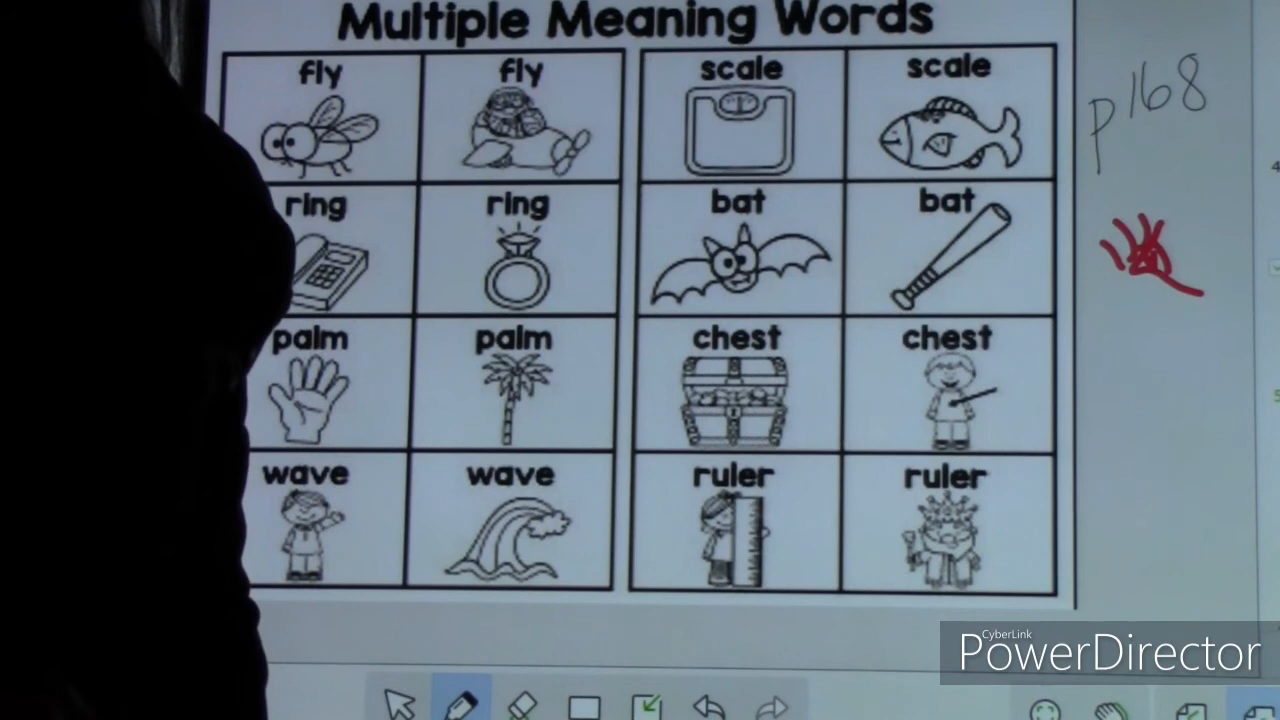 Multiple Meaning Words
fly fly scale scale
p 168
ring ring bat bat
palm palm chest chest
wave wave ruler ruler
CyberLink
PowerDirector